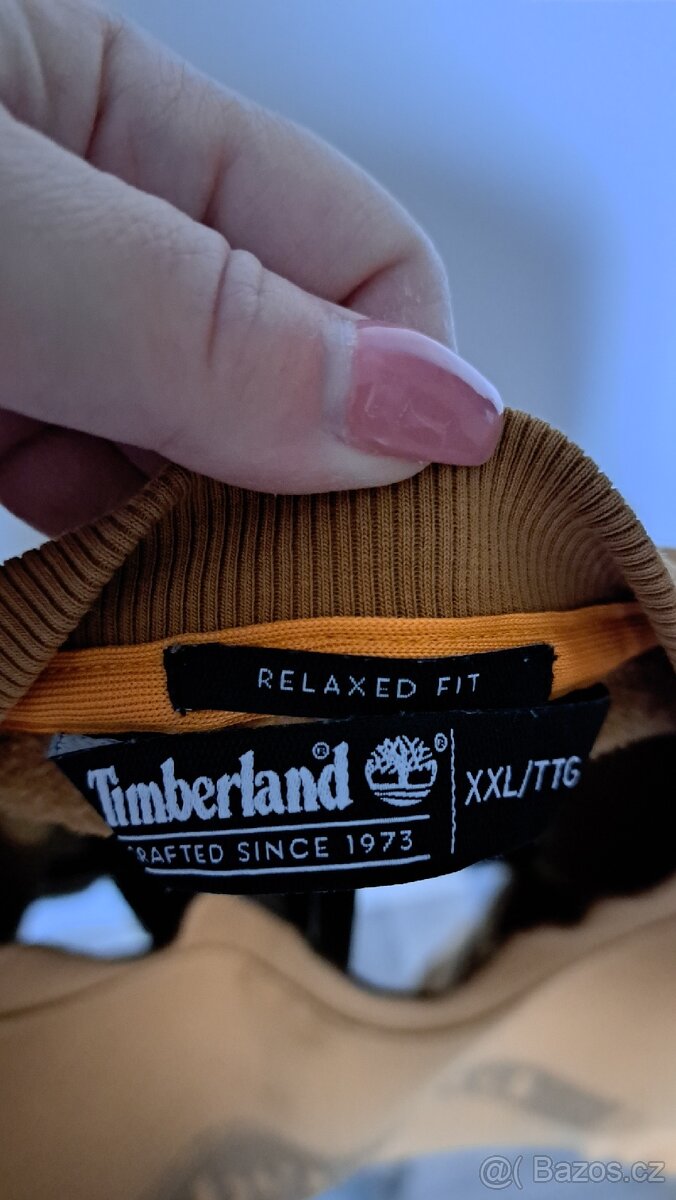 RELAXED FIT
Timberland® ®
XXL/TTG
CRAFTED SINCE 1973
@( Bazos.cz